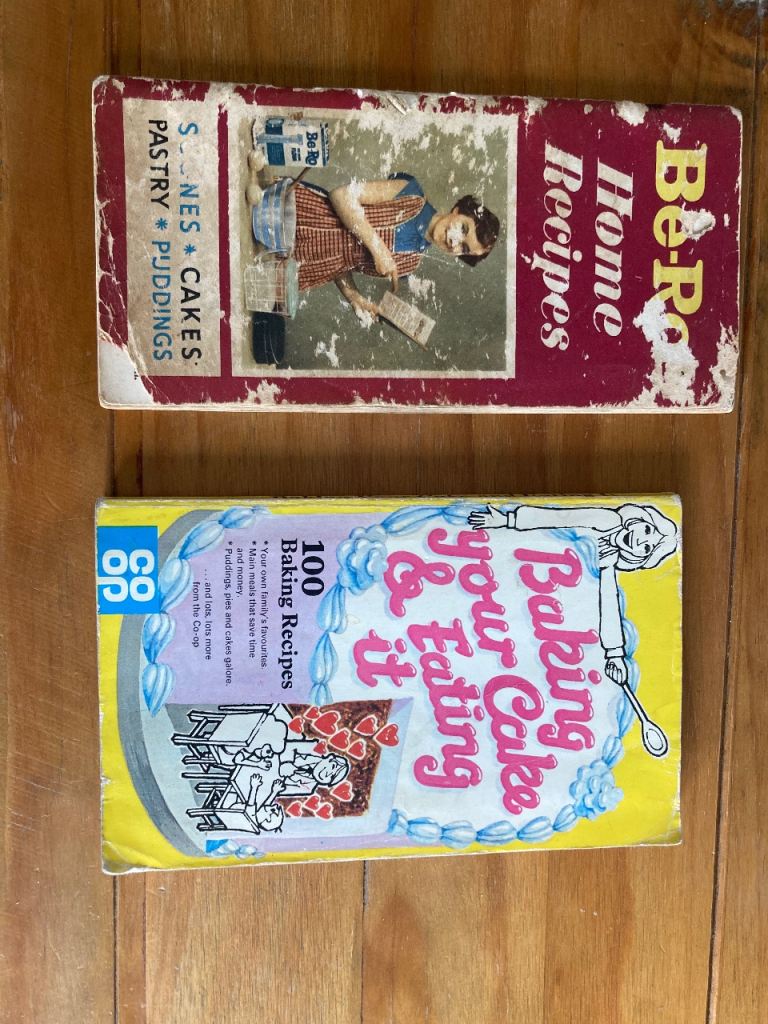 Be-Ro
Home
Recipes
Be-Ro
SCONES * CAKES
PASTRY * PUDDINGS
Baking
your Cake
& Eating
it
100
Baking Recipes
* Your own family's favourites.
* Main meals that save time
and money.
* Puddings, pies and cakes galore.
...and lots, lots more
from the Co-op
CO
OP